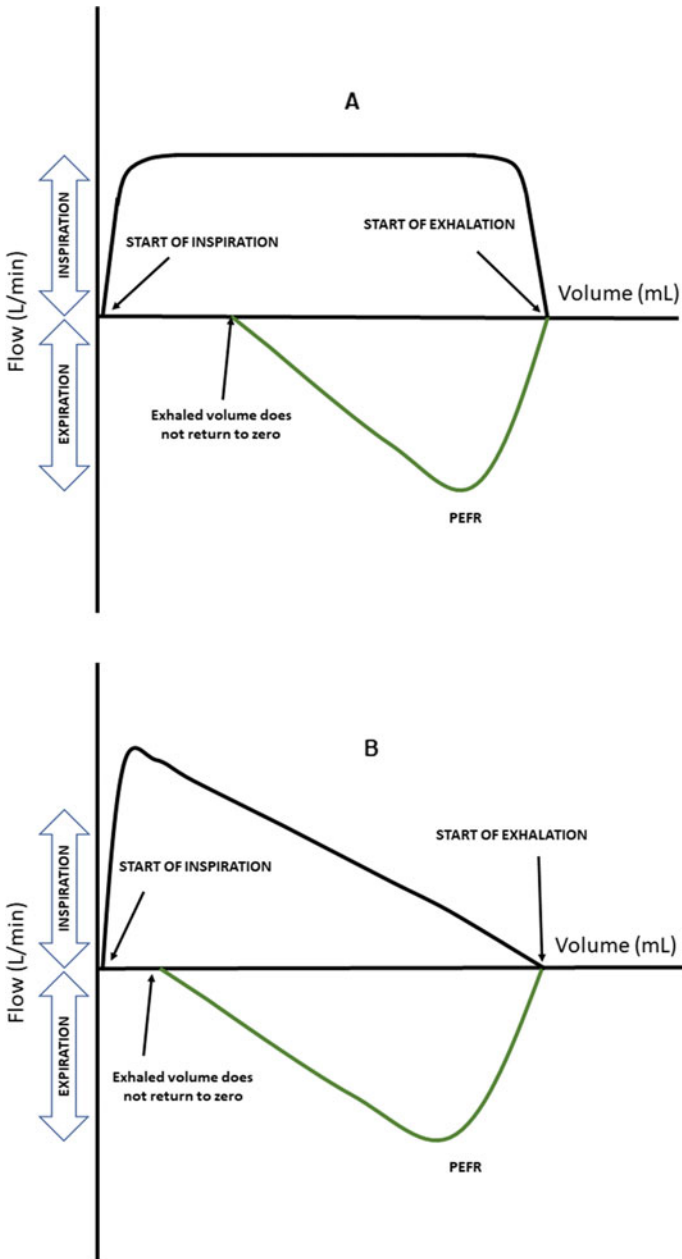 A
INSPIRATION
START OF INSPIRATION
START OF EXHALATION
Volume (mL)
Flow (L/min)
EXPIRATION
Exhaled volume does
not return to zero
PEFR
B
INSPIRATION
START OF INSPIRATION
START OF EXHALATION
Volume (mL)
Flow (L/min)
EXPIRATION
Exhaled volume does
not return to zero
PEFR